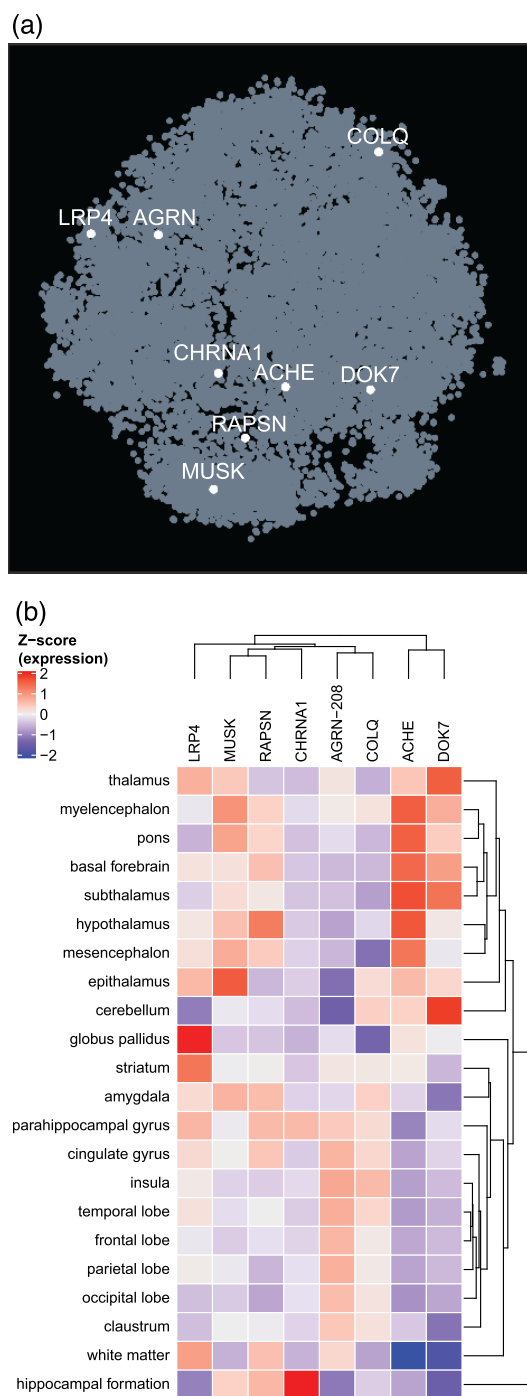 (a)
COLQ
LRP4 AGRN
CHRNA1
ACHE DOK7
RAPSN
MUSK
(b)
Z−score
(expression)
2
1
0
−1
−2
LRP4
MUSK
RAPSN
CHRNA1
AGRN−208
COLQ
ACHE
DOK7
thalamus
myelencephalon
pons
basal forebrain
subthalamus
hypothalamus
mesencephalon
epithalamus
cerebellum
globus pallidus
striatum
amygdala
parahippocampal gyrus
cingulate gyrus
insula
temporal lobe
frontal lobe
parietal lobe
occipital lobe
claustrum
white matter
hippocampal formation